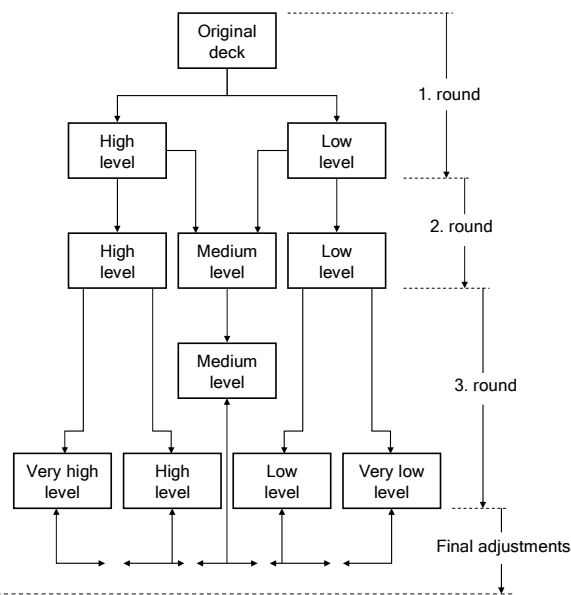 Original
deck
1. round
High
level
Low
level
2. round
High
level
Medium
level
Low
level
Medium
level
3. round
Very high
level
High
level
Low
level
Very low
level
Final adjustments